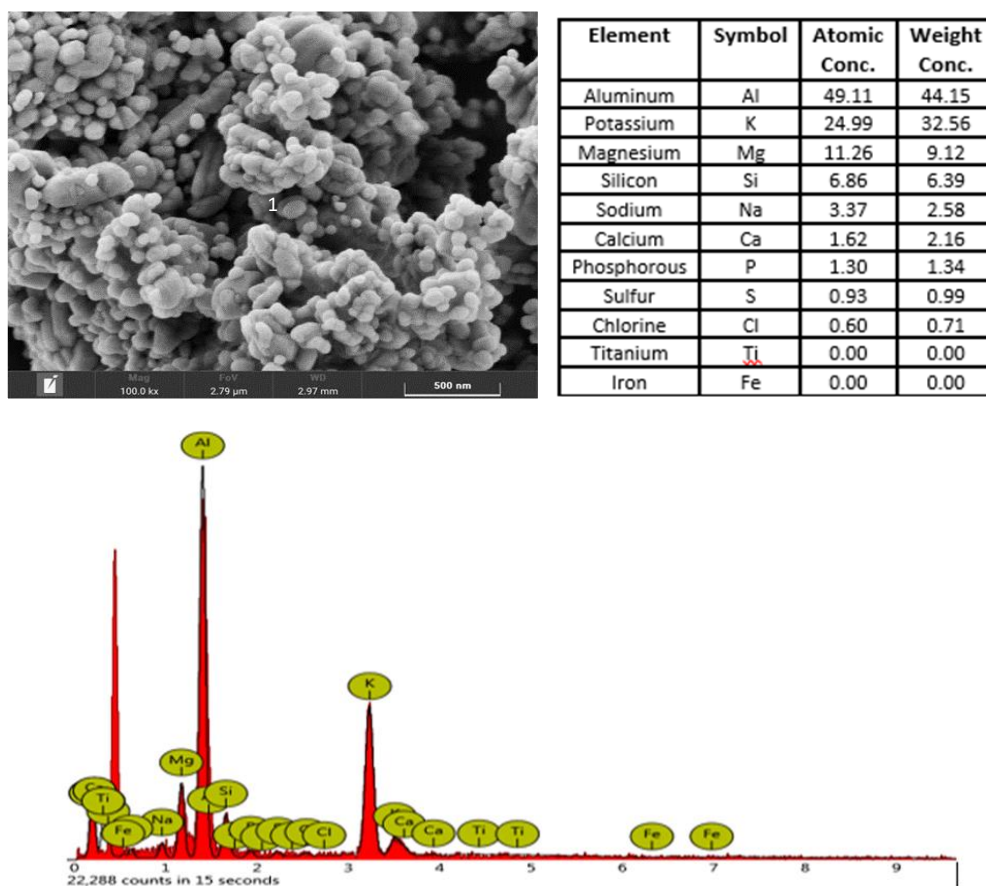 1
Mag FoV WD
100.0 kx 2.79 µm 2.97 mm 500 nm
Element Symbol Atomic Conc. Weight Conc.
Aluminum Al 49.11 44.15
Potassium K 24.99 32.56
Magnesium Mg 11.26 9.12
Silicon Si 6.86 6.39
Sodium Na 3.37 2.58
Calcium Ca 1.62 2.16
Phosphorous P 1.30 1.34
Sulfur S 0.93 0.99
Chlorine Cl 0.60 0.71
Titanium Ti 0.00 0.00
Iron Fe 0.00 0.00
Al
K
Mg
Ti Si
Fe Na Cl Ca Ca Ti Ti Fe Fe
0 1 2 3 4 5 6 7 8 9
22,288 counts in 15 seconds